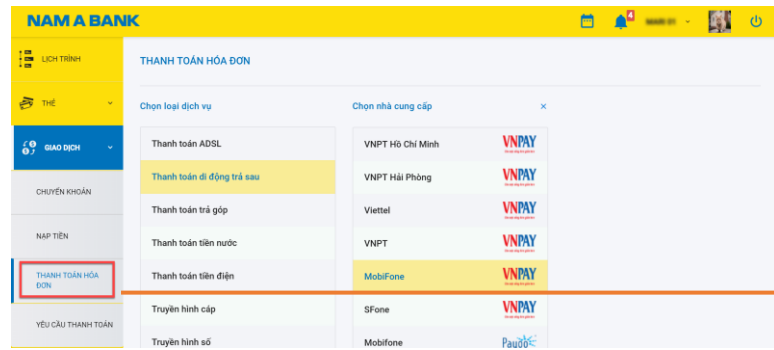 NAM A BANK
4
LỊCH TRÌNH
THẺ
GIAO DỊCH
CHUYỂN KHOẢN
NẠP TIỀN
THANH TOÁN HÓA
ĐƠN
YÊU CẦU THANH TOÁN
THANH TOÁN HÓA ĐƠN
Chọn loại dịch vụ
Thanh toán ADSL
Thanh toán di động trả sau
Thanh toán trả góp
Thanh toán tiền nước
Thanh toán tiền điện
Truyền hình cáp
Truyền hình số
Chọn nhà cung cấp
×
VNPT Hồ Chí Minh
VNPAY
VNPT Hải Phòng
VNPAY
Viettel
VNPAY
VNPT
VNPAY
MobiFone
VNPAY
SFone
VNPAY
Mobifone
Payoo